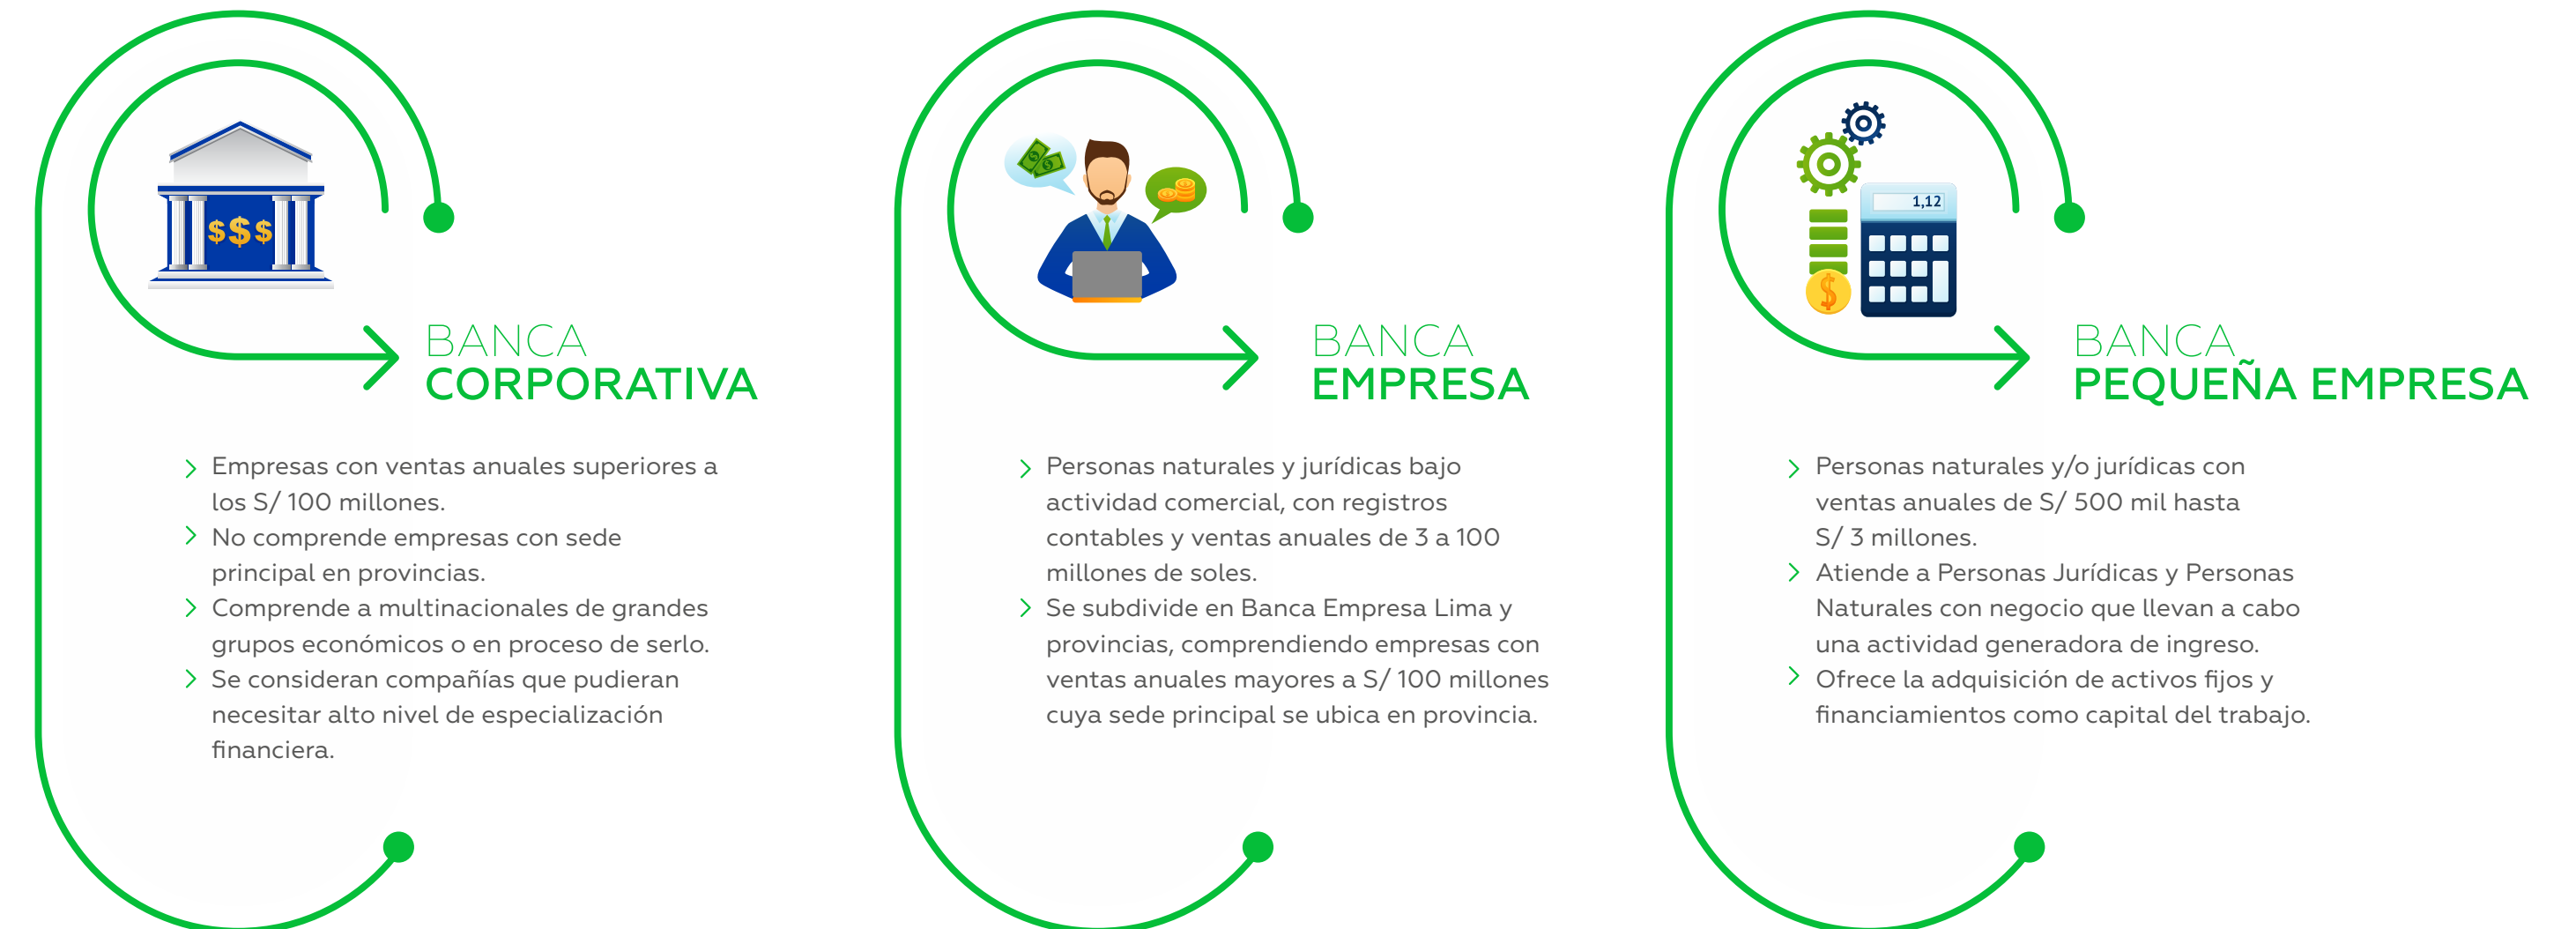 $$$
BANCA
CORPORATIVA
Empresas con ventas anuales superiores a
los S/ 100 millones.
No comprende empresas con sede
principal en provincias.
Comprende a multinacionales de grandes
grupos económicos o en proceso de serlo.
Se consideran compañías que pudieran
necesitar alto nivel de especialización
financiera.
$
$
BANCA
EMPRESA
Personas naturales y jurídicas bajo
actividad comercial, con registros
contables y ventas anuales de 3 a 100
millones de soles.
Se subdivide en Banca Empresa Lima y
provincias, comprendiendo empresas con
ventas anuales mayores a S/ 100 millones
cuya sede principal se ubica en provincia.
1,12
$
BANCA
PEQUEÑA EMPRESA
Personas naturales y/o jurídicas con
ventas anuales de S/ 500 mil hasta
S/ 3 millones.
Atiende a Personas Jurídicas y Personas
Naturales con negocio que llevan a cabo
una actividad generadora de ingreso.
Ofrece la adquisición de activos fijos y
financiamientos como capital del trabajo.